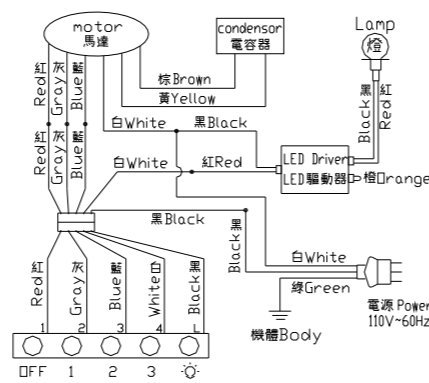 motor
馬達
condensor
電容器
Lamp
燈
紅
Red
灰
Gray
藍
Blue
棕Brown
黃Yellow
黑
Black
紅
Red
白White
黑Black
紅
Red
灰
Gray
藍
Blue
白White
紅Red
LED Driver
LED驅動器
橙Orange
黑Black
黑
Black
白White
綠Green
電源 Power
110V~60Hz
機體Body
紅
Red
灰
Gray
藍
Blue
白
White
黑
Black
1 2 3 4 L
OFF 1 2 3